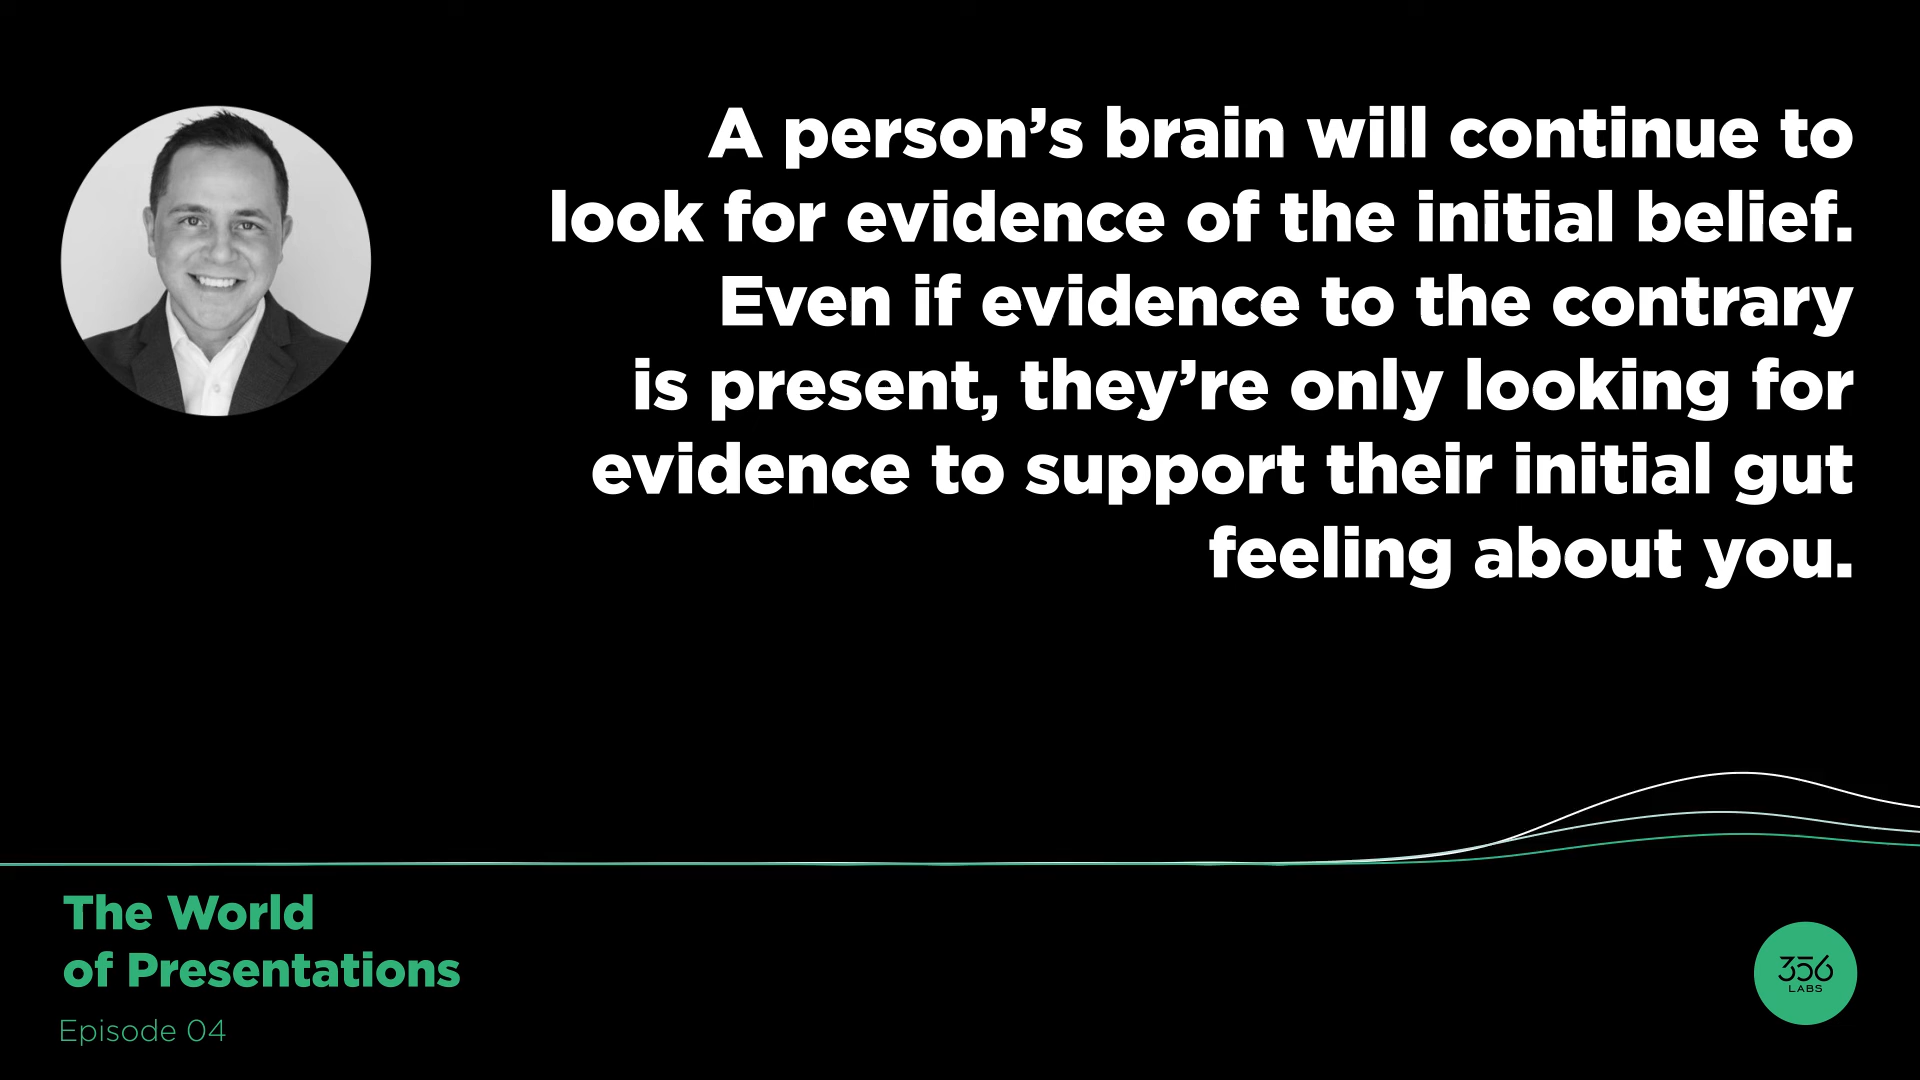 A person’s brain will continue to
look for evidence of the initial belief.
Even if evidence to the contrary
is present, they’re only looking for
evidence to support their initial gut
feeling about you.
The World
of Presentations
Episode 04
356
LABS